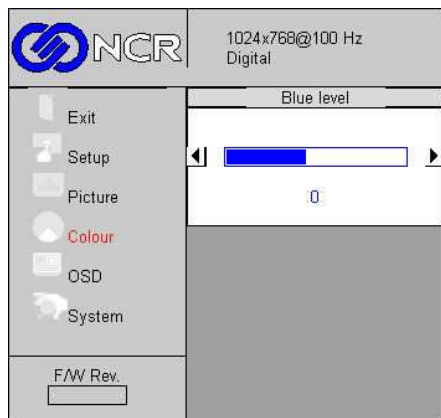 NCR
1024x768@100 Hz
Digital
Exit
Setup
Picture
Colour
OSD
System
F/W Rev.
Blue level
0